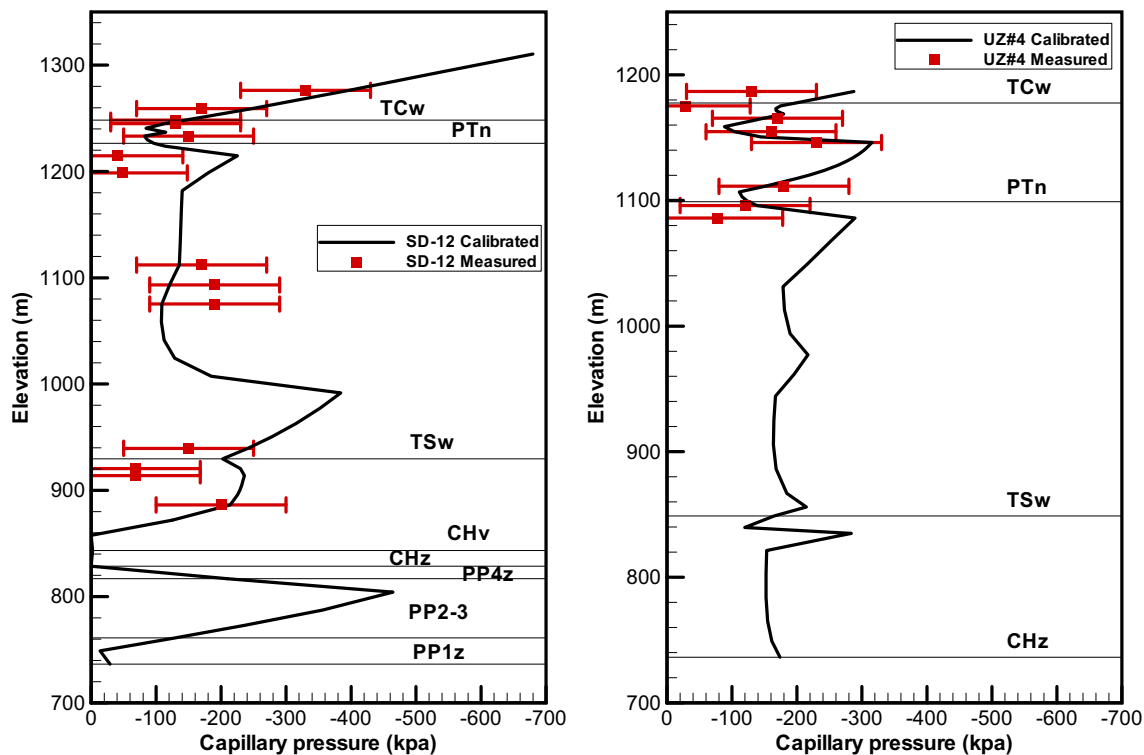 1300
1200
1100
1000
900
800
700
Elevation (m)
TCw
PTn
SD-12 Calibrated
SD-12 Measured
TSw
CHv
CHz
PP4z
PP2-3
PP1z
0 -100 -200 -300 -400 -500 -600 -700
Capillary pressure (kpa)
1200
1100
1000
900
800
700
Elevation (m)
UZ#4 Calibrated
UZ#4 Measured
TCw
PTn
TSw
CHz
0 -100 -200 -300 -400 -500 -600 -700
Capillary pressure (kpa)